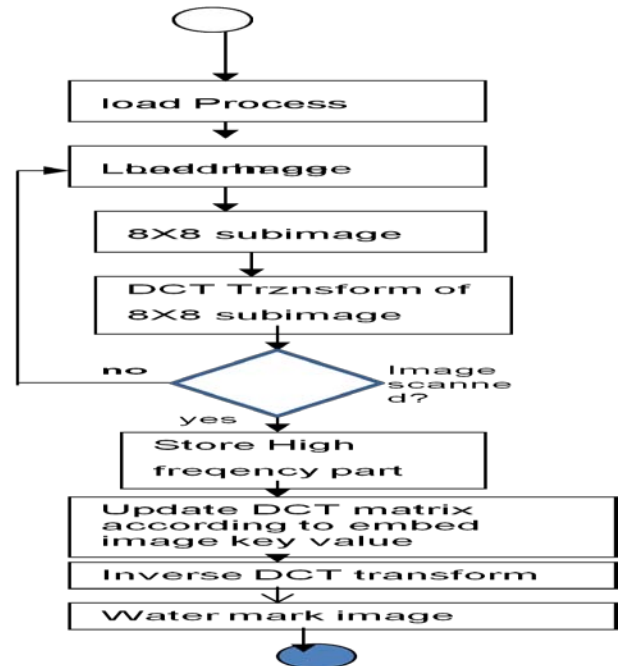 load Process
8X8 subimage
DCT Trznsform of
8X8 subimage
no
Image
scanne
d?
yes
Store High
freqency part
Update DCT matrix
according to embed
image key value
Inverse DCT transform
Water mark image